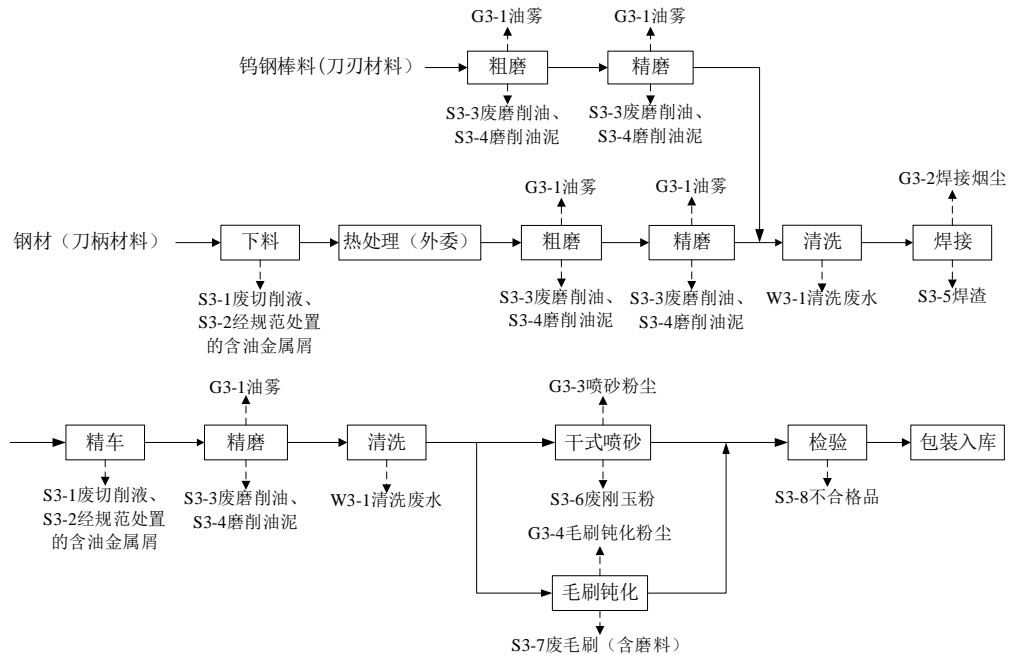 G3-1油雾
G3-1油雾
钨钢棒料(刀刃材料）
粗磨
精磨
S3-3废磨削油、
S3-4磨削油泥
S3-3废磨削油、
S3-4磨削油泥
G3-1油雾
G3-1油雾
G3-2焊接烟尘
钢材（刀柄材料）
下料
热处理（外委）
粗磨
精磨
清洗
焊接
S3-1废切削液、
S3-2经规范处置
的含油金属屑
S3-3废磨削油、
S3-4磨削油泥
S3-3废磨削油、
S3-4磨削油泥
W3-1清洗废水
S3-5焊渣
G3-1油雾
G3-3喷砂粉尘
精车
精磨
清洗
干式喷砂
检验
包装入库
S3-1废切削液、
S3-2经规范处置
的含油金属屑
S3-3废磨削油、
S3-4磨削油泥
W3-1清洗废水
S3-6废刚玉粉
S3-8不合格品
G3-4毛刷钝化粉尘
毛刷钝化
S3-7废毛刷（含磨料）